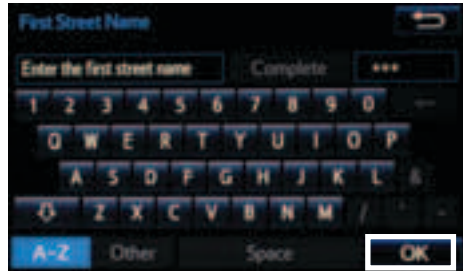 First Street Name
Enter the first street name Complete ***
1 2 3 4 5 6 7 8 9 0
Q W E R T Y U I O P
A S D F G H J K L &
Z X C V B N M / ' -
A-Z Other Space OK